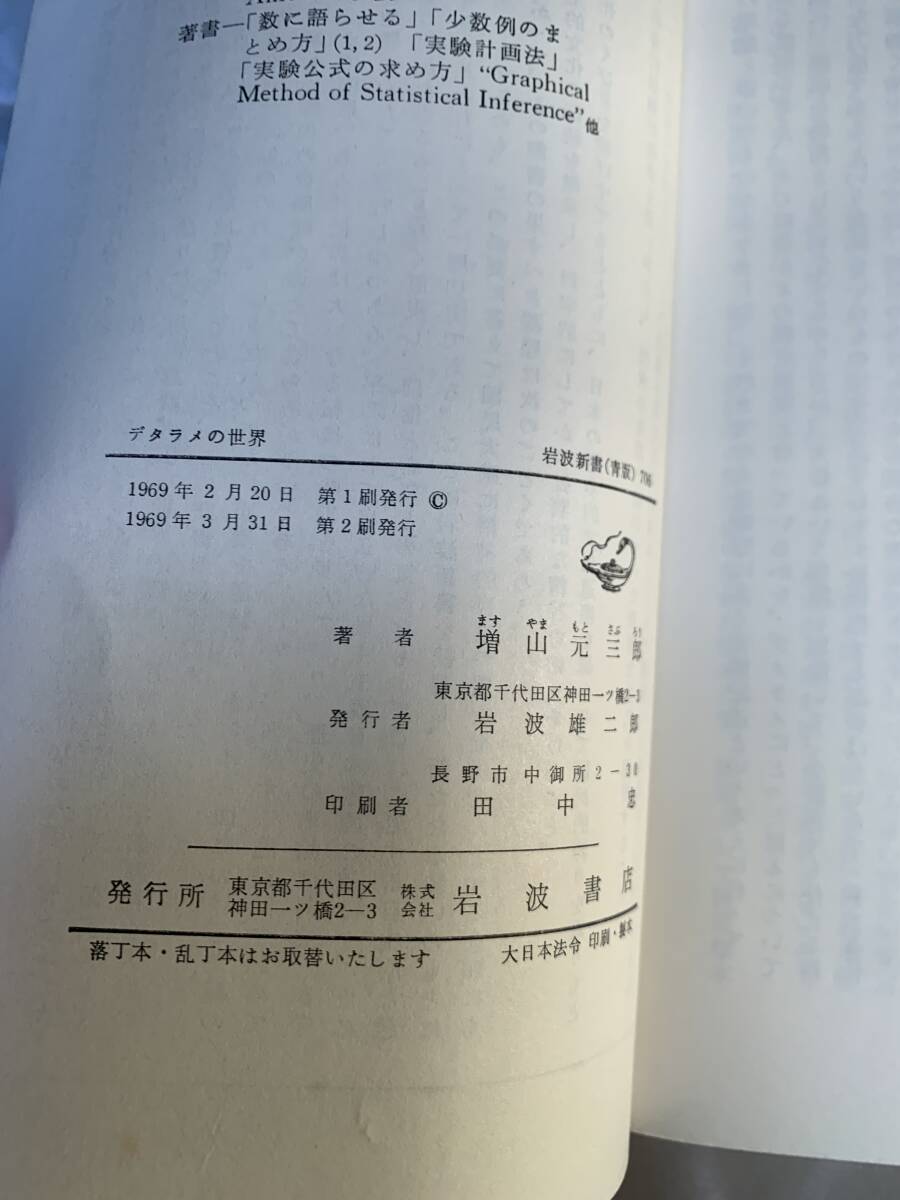 著書―「数に語らせる」「少数例のま
とめ方」(1, 2) 「実験計画法」
「実験公式の求め方」 “Graphical
Method of Statistical Inference”他
デタラメの世界
岩波新書(青版) 706
1969年2月20日 第1刷発行 ©
1969年3月31日 第2刷発行
ます やま もと さぶ ろう
著者 増山元三郎
東京都千代田区神田一ツ橋2―3
発行者 岩波雄二郎
長野市中御所2―30
印刷者 田中忠
発行所 東京都千代田区神田一ツ橋2―3 株式会社 岩波書店
落丁本・乱丁本はお取替いたします
大日本法令 印刷・製本